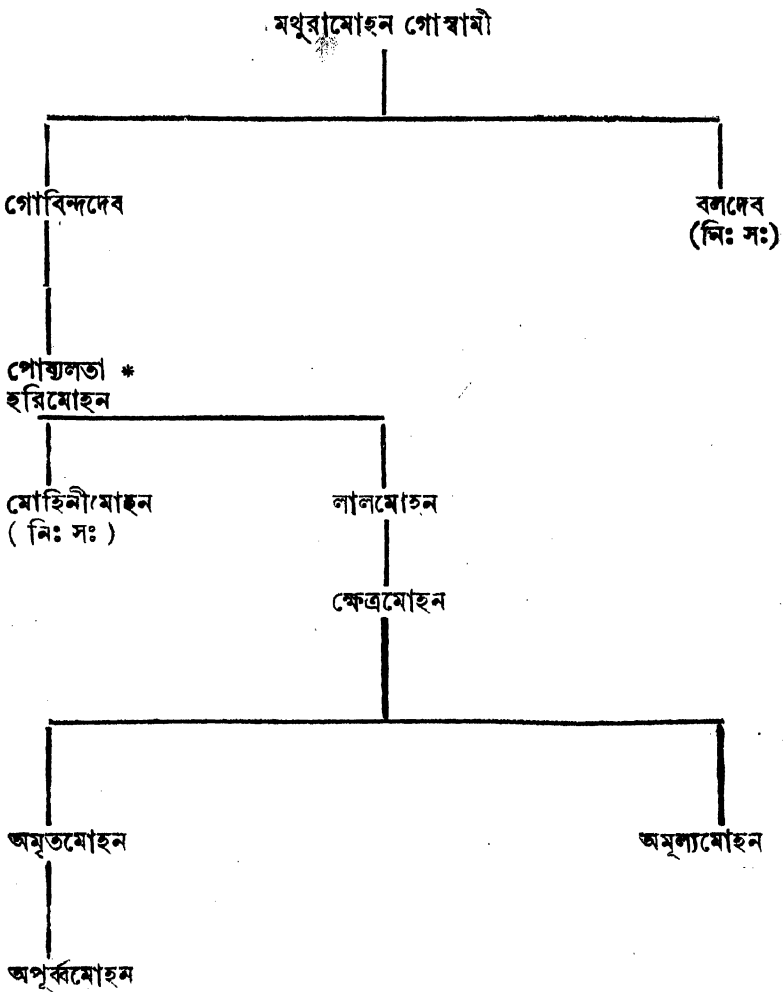 মথুরামোহন গোস্বামী
গোবিন্দদেব
বলদেব
(নিঃ সঃ)
পোষ্যলতা *
হরিমোহন
মোহিনীমোহন
( নিঃ সঃ )
লালমোহন
ক্ষেত্রমোহন
অমৃতমোহন
অমূল্যমোহন
অপূর্ব্বমোহন